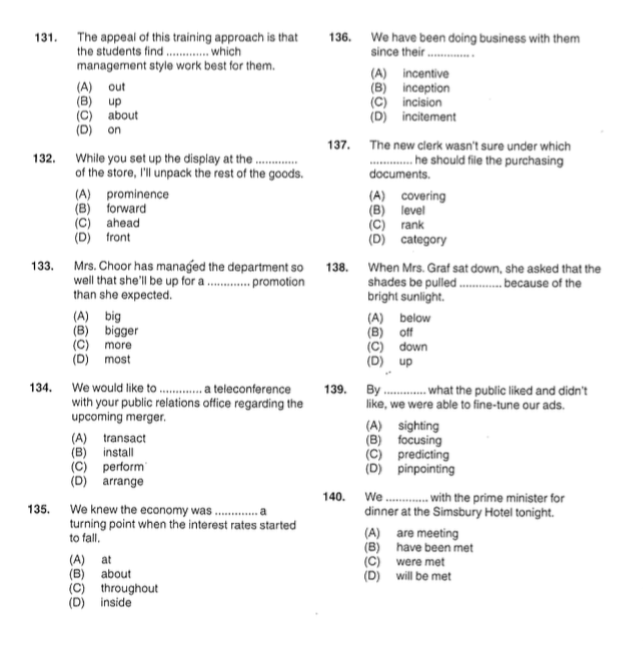 131. The appeal of this training approach is that
the students find ............. which
management style work best for them.
(A) out
(B) up
(C) about
(D) on
132. While you set up the display at the .............
of the store, I'll unpack the rest of the goods.
(A) prominence
(B) forward
(C) ahead
(D) front
133. Mrs. Choor has managed the department so
well that she'll be up for a ............. promotion
than she expected.
(A) big
(B) bigger
(C) more
(D) most
134. We would like to ............. a teleconference
with your public relations office regarding the
upcoming merger.
(A) transact
(B) install
(C) perform
(D) arrange
135. We knew the economy was ............. a
turning point when the interest rates started
to fall.
(A) at
(B) about
(C) throughout
(D) inside
136. We have been doing business with them
since their ............. .
(A) incentive
(B) inception
(C) incision
(D) incitement
137. The new clerk wasn't sure under which
............. he should file the purchasing
documents.
(A) covering
(B) level
(C) rank
(D) category
138. When Mrs. Graf sat down, she asked that the
shades be pulled ............. because of the
bright sunlight.
(A) below
(B) off
(C) down
(D) up
139. By ............. what the public liked and didn't
like, we were able to fine-tune our ads.
(A) sighting
(B) focusing
(C) predicting
(D) pinpointing
140. We ............. with the prime minister for
dinner at the Simsbury Hotel tonight.
(A) are meeting
(B) have been met
(C) were met
(D) will be met